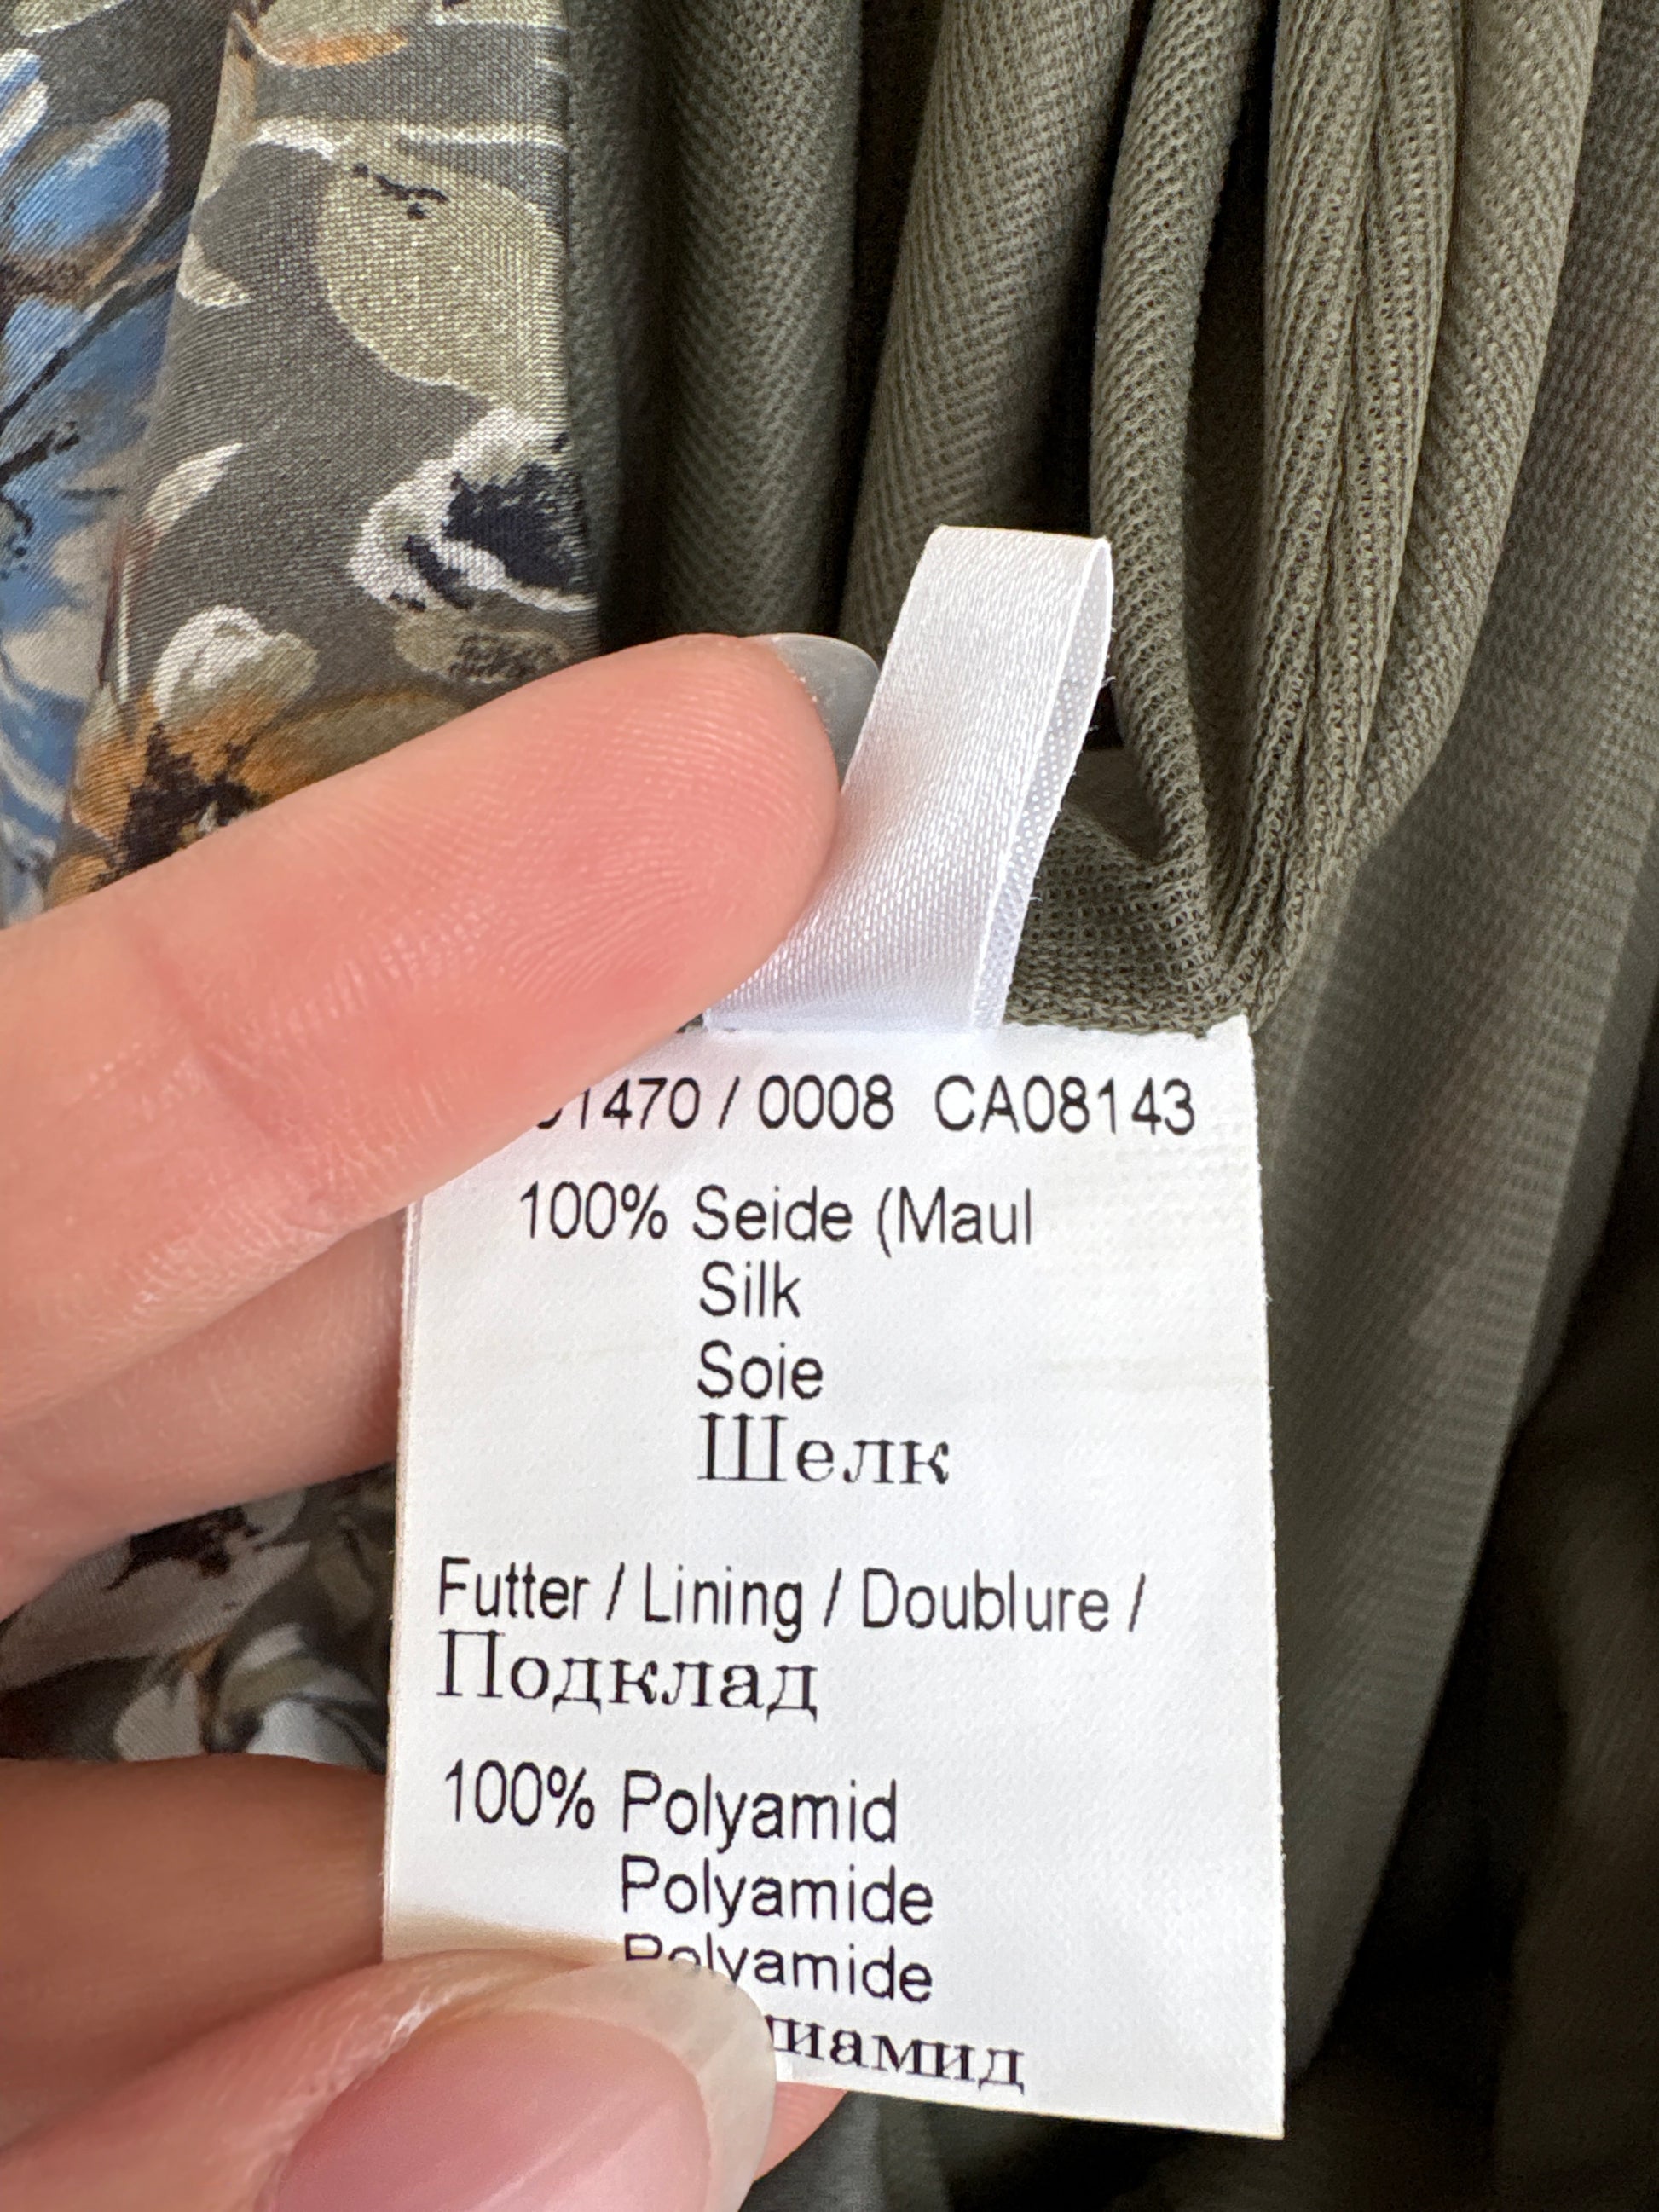 1470 / 0008 CA08143
100% Seide (Maul
Silk
Soie
Шелк
Futter / Lining / Doublure /
Подклад
100% Polyamid
Polyamide
Polyamide